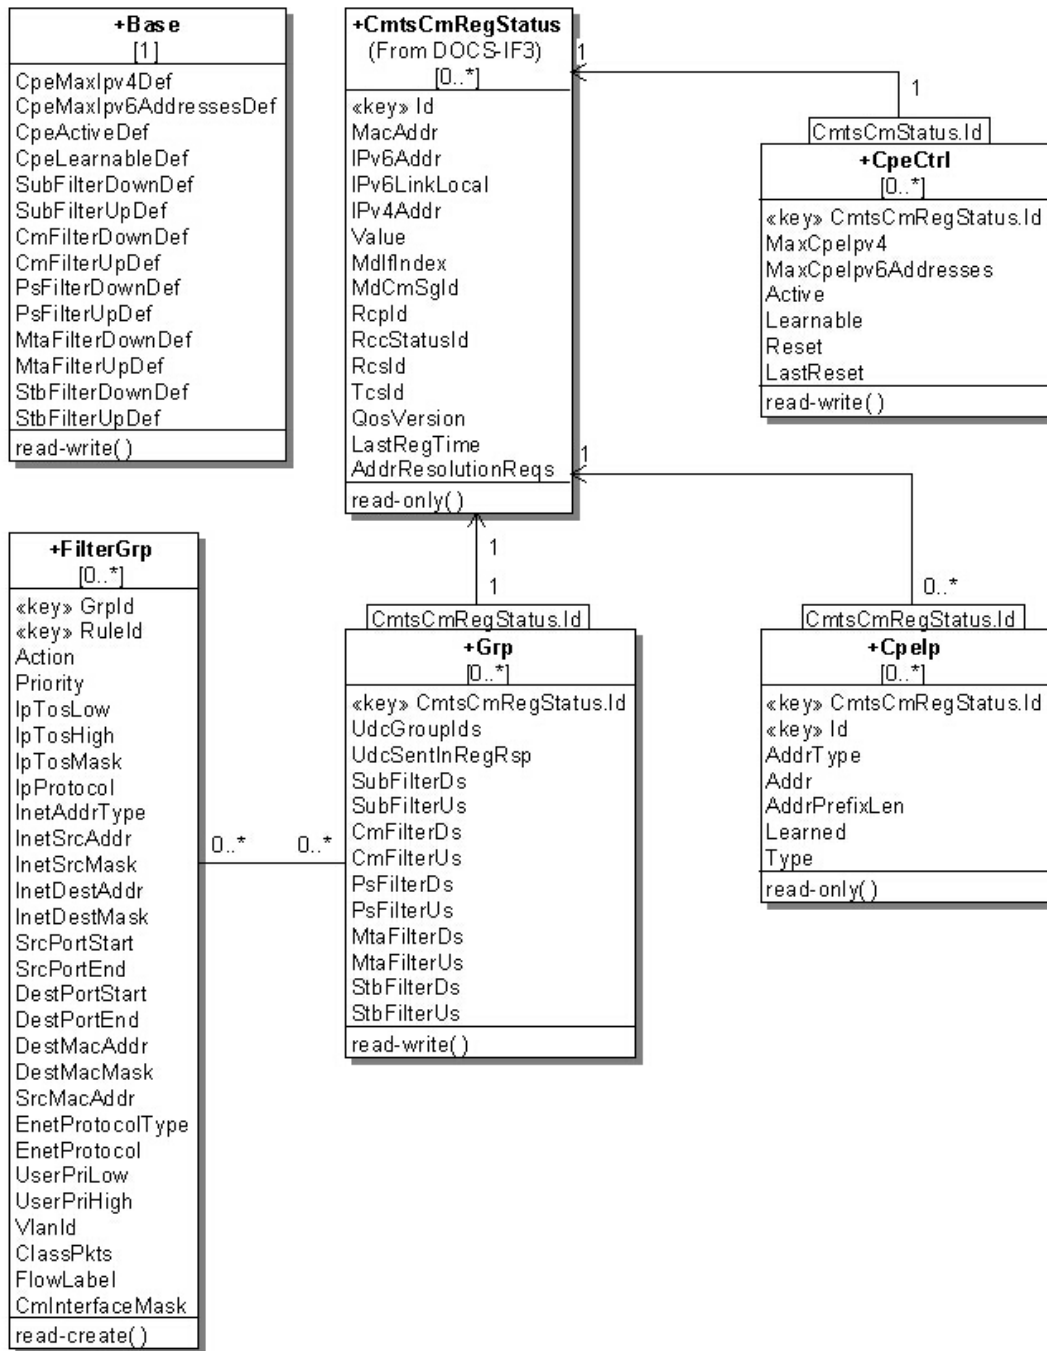 +Base
[1]
CpeMaxIpv4Def
CpeMaxIpv6AddressesDef
CpeActiveDef
CpeLearnableDef
SubFilterDownDef
SubFilterUpDef
CmFilterDownDef
CmFilterUpDef
PsFilterDownDef
PsFilterUpDef
MtaFilterDownDef
MtaFilterUpDef
StbFilterDownDef
StbFilterUpDef
read-write()
+CmtsCmRegStatus
(From DOCS-IF3)
[0..*]
«key» Id
MacAddr
IPv6Addr
IPv6LinkLocal
IPv4Addr
Value
MdIfIndex
MdCmSgId
RcpId
RccStatusId
RcsId
TcsId
QosVersion
LastRegTime
AddrResolutionReqs
read-only()
1
1
CmtsCmStatus.Id
+CpeCtrl
[0..*]
«key» CmtsCmRegStatus.Id
MaxCpeIpv4
MaxCpeIpv6Addresses
Active
Learnable
Reset
LastReset
read-write()
1
0..*
CmtsCmRegStatus.Id
+CpeIp
[0..*]
«key» CmtsCmRegStatus.Id
«key» Id
AddrType
Addr
AddrPrefixLen
Learned
Type
read-only()
+FilterGrp
[0..*]
«key» GrpId
«key» RuleId
Action
Priority
IpTosLow
IpTosHigh
IpTosMask
IpProtocol
InetAddrType
InetSrcAddr
InetSrcMask
InetDestAddr
InetDestMask
SrcPortStart
SrcPortEnd
DestPortStart
DestPortEnd
DestMacAddr
DestMacMask
SrcMacAddr
EnetProtocolType
EnetProtocol
UserPriLow
UserPriHigh
VlanId
ClassPkts
FlowLabel
CmInterfaceMask
read-create()
0..* 0..*
1
1
CmtsCmRegStatus.Id
+Grp
[0..*]
«key» CmtsCmRegStatus.Id
UdcGroupIds
UdcSentInRegRsp
SubFilterDs
SubFilterUs
CmFilterDs
CmFilterUs
PsFilterDs
PsFilterUs
MtaFilterDs
MtaFilterUs
StbFilterDs
StbFilterUs
read-write()